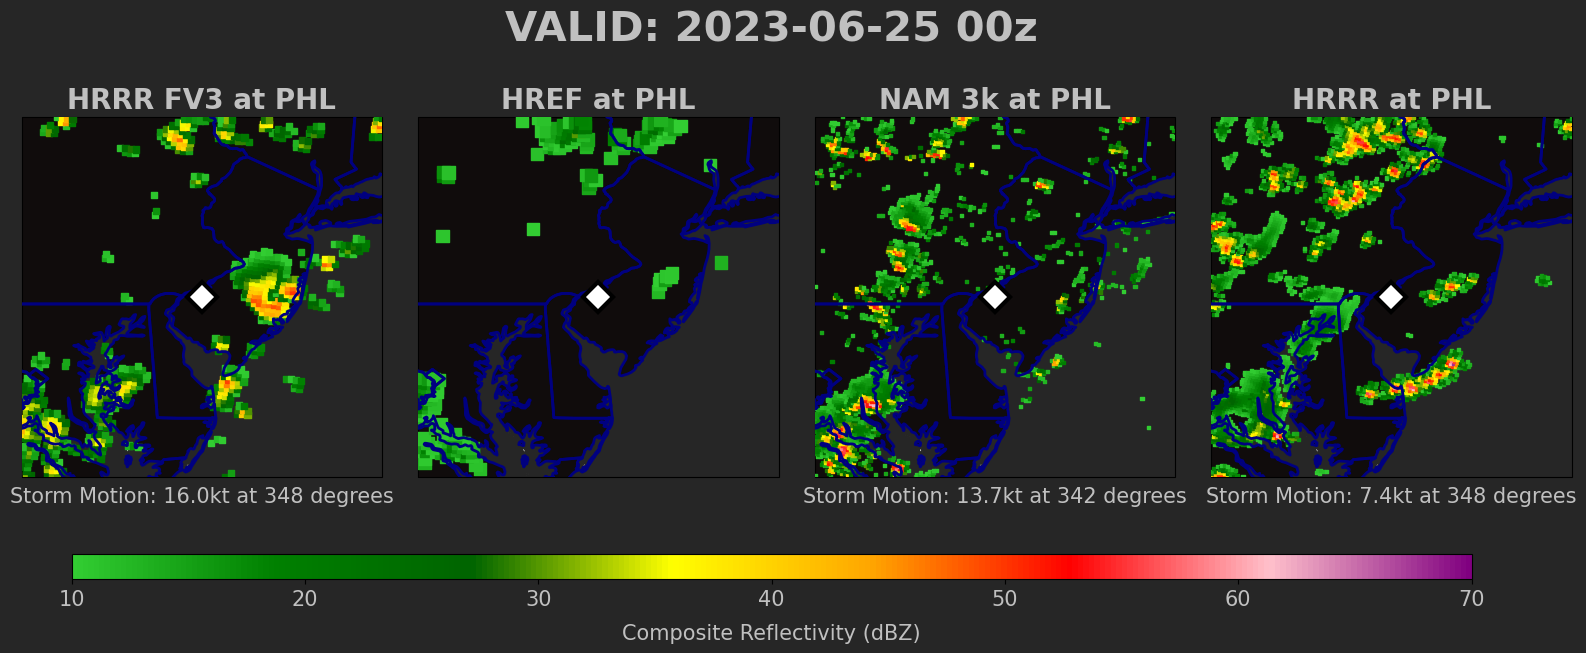 VALID: 2023-06-25 00z
HRRR FV3 at PHL
HREF at PHL
NAM 3k at PHL
HRRR at PHL
Storm Motion: 16.0kt at 348 degrees
Storm Motion: 13.7kt at 342 degrees
Storm Motion: 7.4kt at 348 degrees
10 20 30 40 50 60 70
Composite Reflectivity (dBZ)